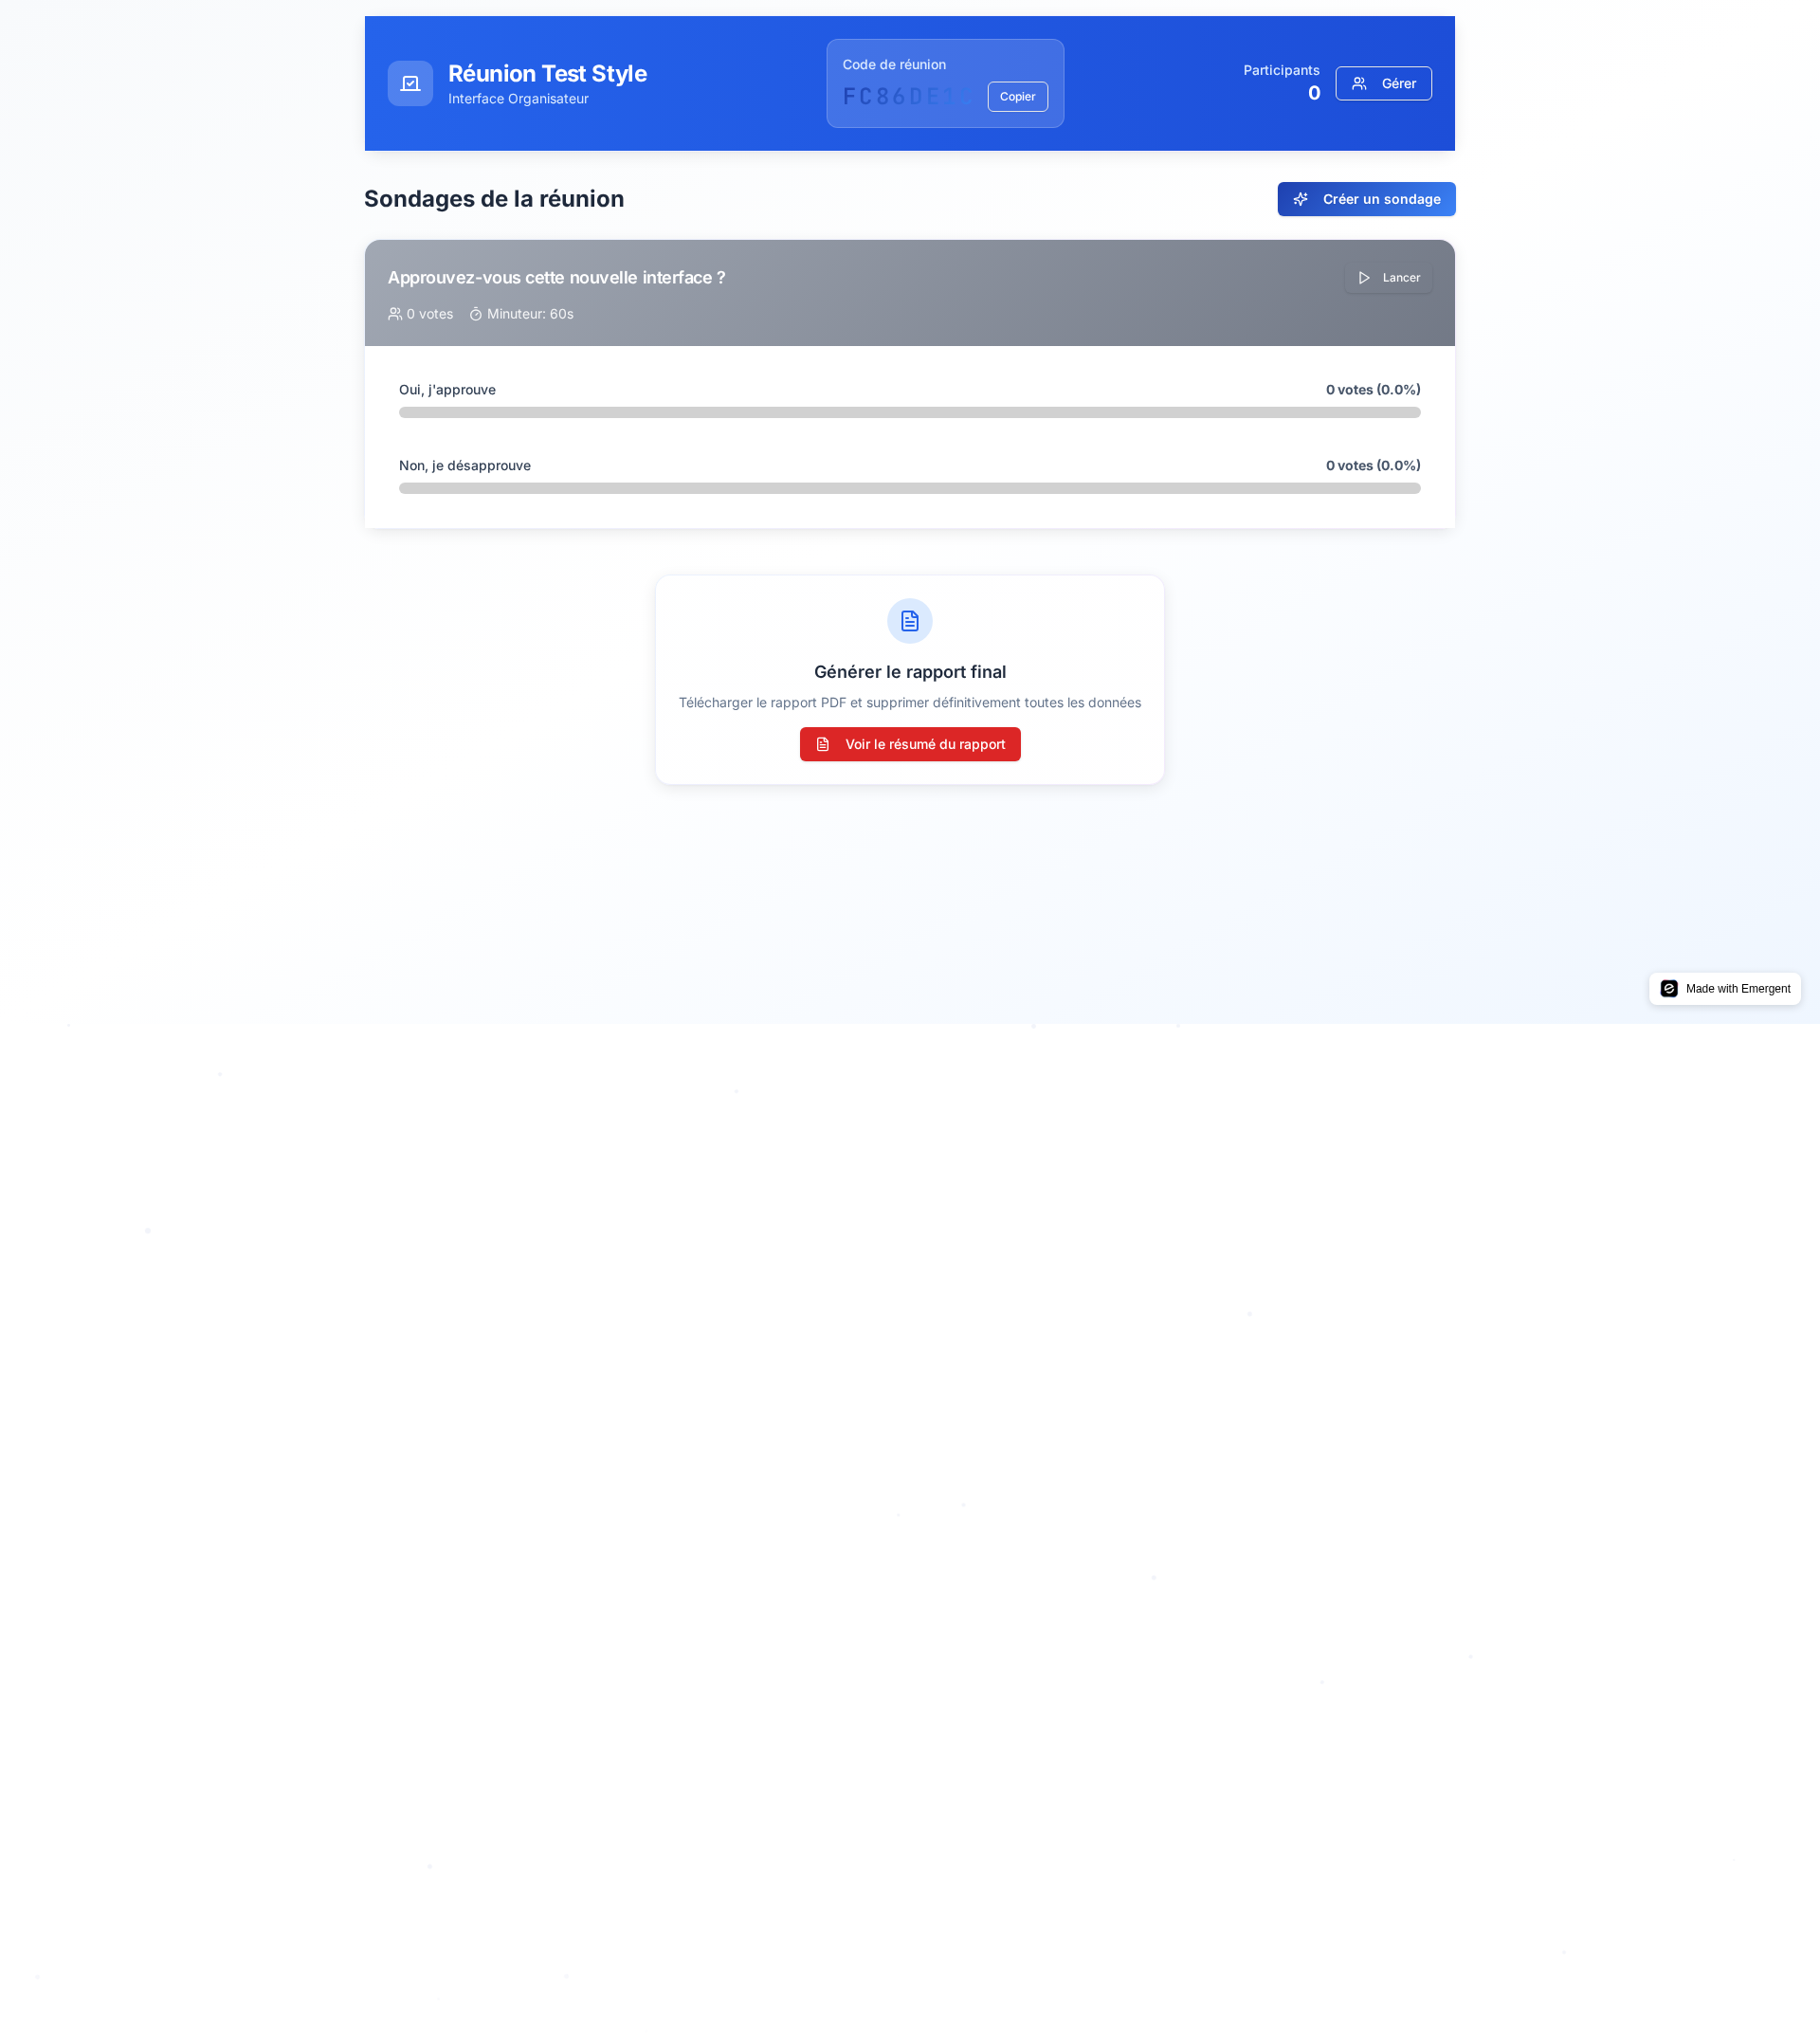 Réunion Test Style
Interface Organisateur
Code de réunion
Copier
Participants
0
Gérer
Sondages de la réunion
Créer un sondage
Approuvez-vous cette nouvelle interface ?
Lancer
0 votes
Minuteur: 60s
Oui, j'approuve
0 votes (0.0%)
Non, je désapprouve
0 votes (0.0%)
Générer le rapport final
Télécharger le rapport PDF et supprimer définitivement toutes les données
Voir le résumé du rapport
Made with Emergent